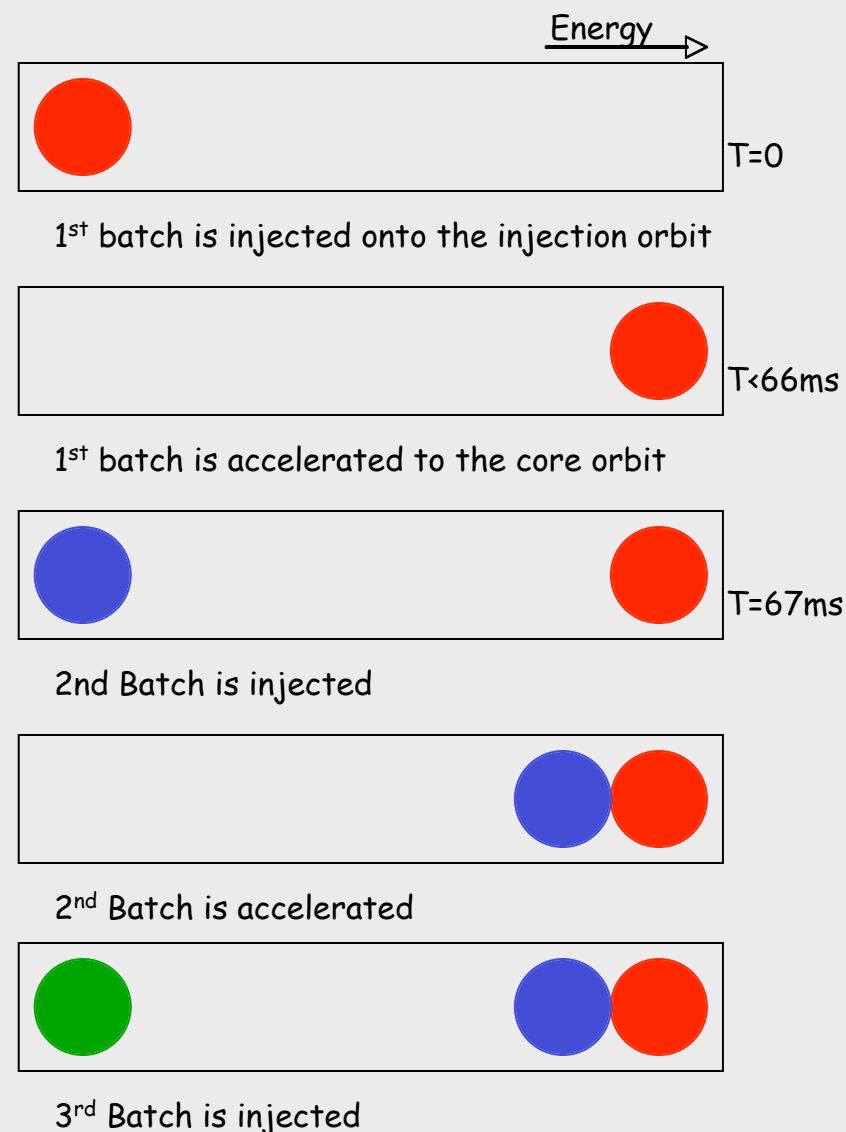 Energy
T=0
1st batch is injected onto the injection orbit
T<66ms
1st batch is accelerated to the core orbit
T=67ms
2nd Batch is injected
2nd Batch is accelerated
3rd Batch is injected